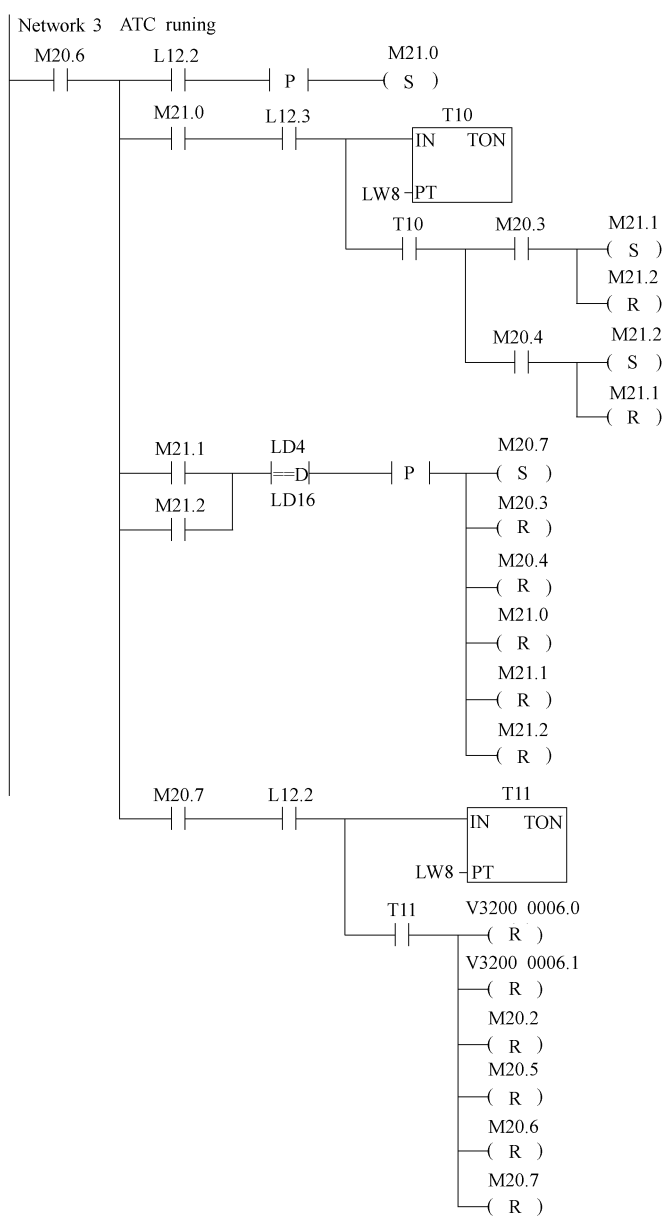 Network 3 ATC runing
M20.6 L12.2 M21.0
P ( S )
M21.0 L12.3 T10
IN TON
LW8 PT
T10 M20.3 M21.1
( S )
M21.2
( R )
M20.4 M21.2
( S )
M21.1
( R )
M21.1 LD4 M20.7
==D P ( S )
M21.2 LD16 M20.3
( R )
M20.4
( R )
M21.0
( R )
M21.1
( R )
M21.2
( R )
M20.7 L12.2 T11
IN TON
LW8 PT
T11 V3200 0006.0
( R )
V3200 0006.1
( R )
M20.2
( R )
M20.5
( R )
M20.6
( R )
M20.7
( R )